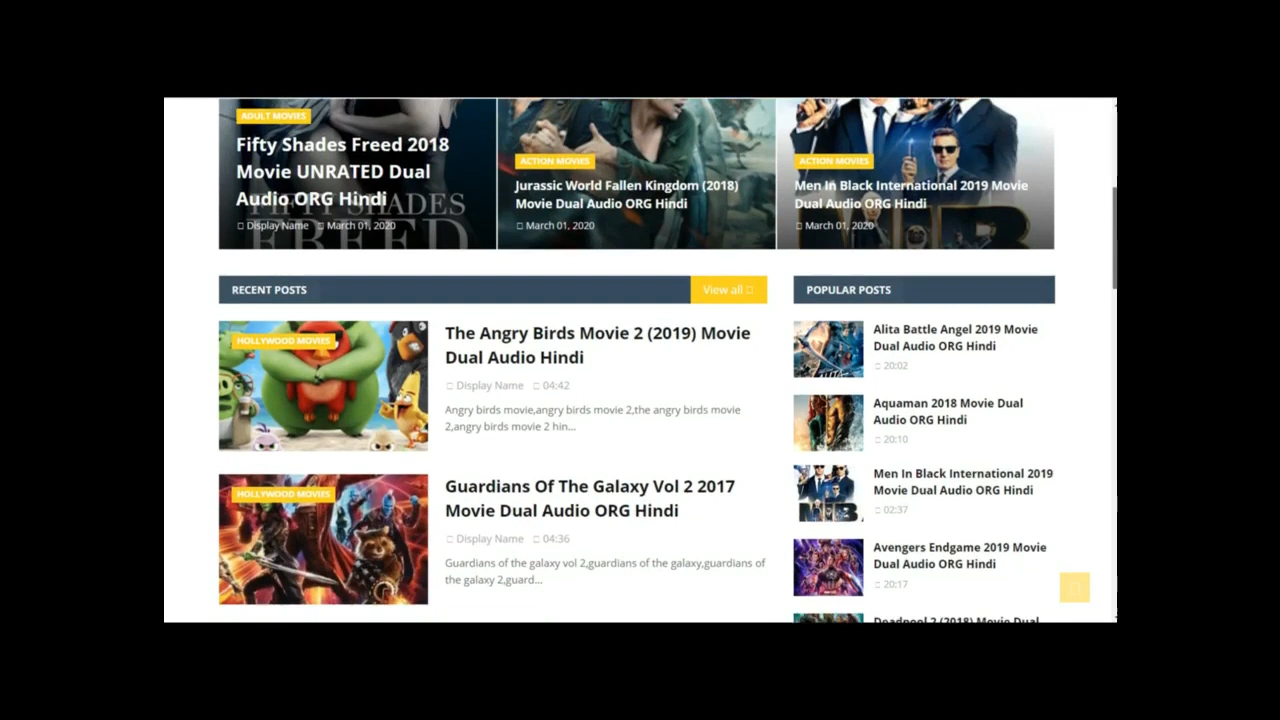 ADULT MOVIES
Fifty Shades Freed 2018
Movie UNRATED Dual
Audio ORG Hindi
Display Name March 01, 2020
FIFTY SHADES
FREED
ACTION MOVIES
Jurassic World Fallen Kingdom (2018)
Movie Dual Audio ORG Hindi
March 01, 2020
ACTION MOVIES
Men In Black International 2019 Movie
Dual Audio ORG Hindi
March 01, 2020
RECENT POSTS
View all
HOLLYWOOD MOVIES
The Angry Birds Movie 2 (2019) Movie
Dual Audio Hindi
Display Name 04:42
Angry birds movie,angry birds movie 2,the angry birds movie
2,angry birds movie 2 hin...
HOLLYWOOD MOVIES
Guardians Of The Galaxy Vol 2 2017
Movie Dual Audio ORG Hindi
Display Name 04:36
Guardians of the galaxy vol 2,guardians of the galaxy,guardians of
the galaxy 2,guard...
POPULAR POSTS
Alita Battle Angel 2019 Movie
Dual Audio ORG Hindi
20:02
Aquaman 2018 Movie Dual
Audio ORG Hindi
20:10
Men In Black International 2019
Movie Dual Audio ORG Hindi
02:37
Avengers Endgame 2019 Movie
Dual Audio ORG Hindi
20:17
Deadpool 2 (2018) Movie Dual